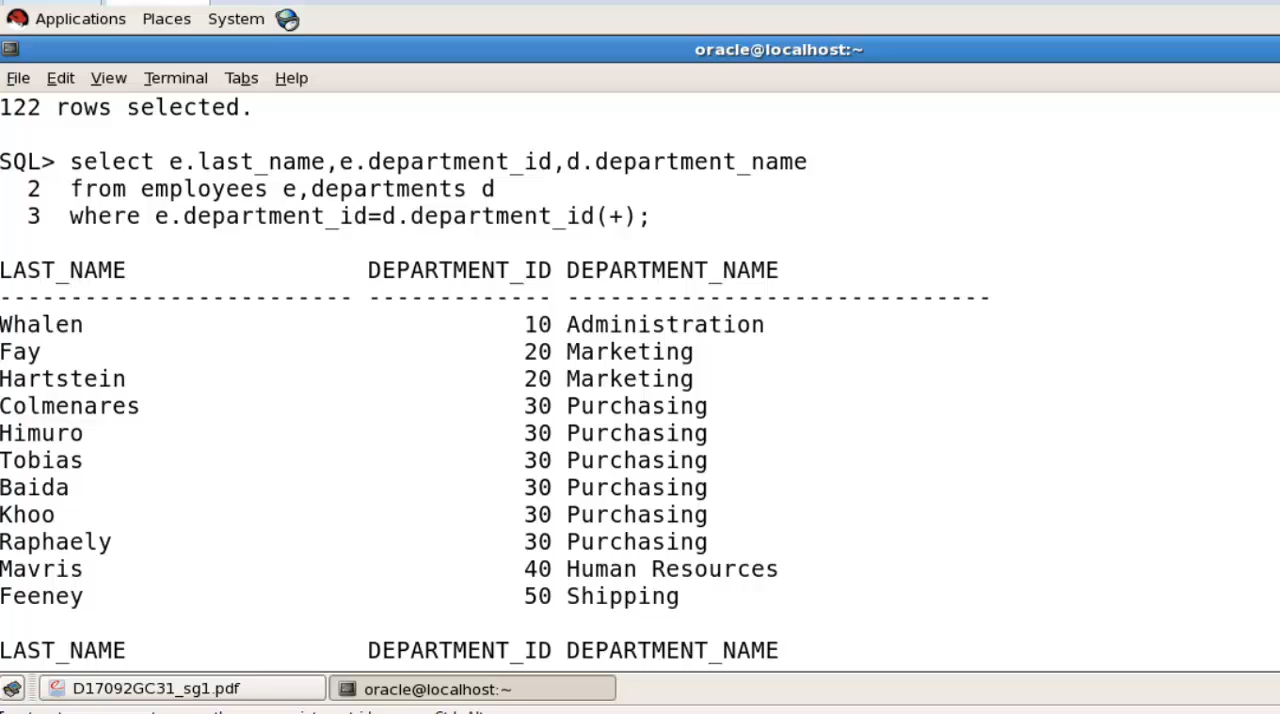 Applications Places System
oracle@localhost:~
File Edit View Terminal Tabs Help
122 rows selected.
SQL> select e.last_name,e.department_id,d.department_name
2 from employees e,departments d
3 where e.department_id=d.department_id(+);
LAST_NAME DEPARTMENT_ID DEPARTMENT_NAME
------------------------- ------------- ------------------------------
Whalen 10 Administration
Fay 20 Marketing
Hartstein 20 Marketing
Colmenares 30 Purchasing
Himuro 30 Purchasing
Tobias 30 Purchasing
Baida 30 Purchasing
Khoo 30 Purchasing
Raphaely 30 Purchasing
Mavris 40 Human Resources
Feeney 50 Shipping
LAST_NAME DEPARTMENT_ID DEPARTMENT_NAME
D17092GC31_sg1.pdf oracle@localhost:~